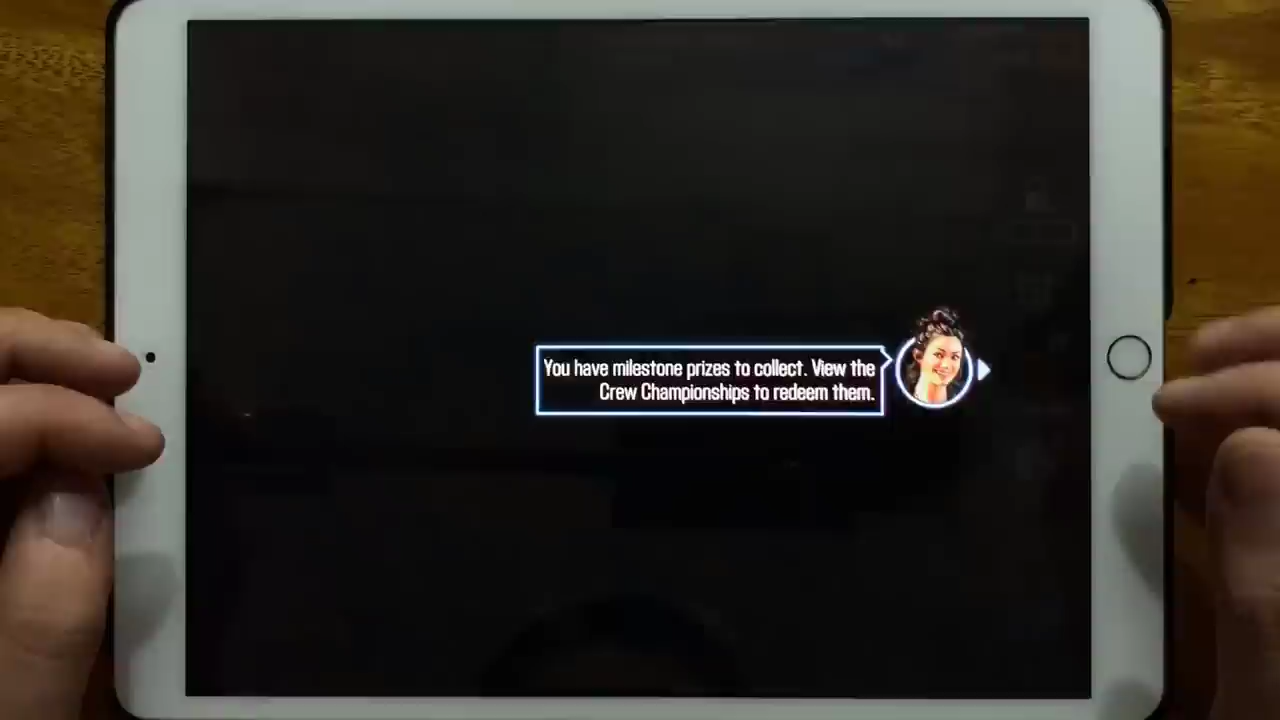 You have milestone prizes to collect. View the
Crew Championships to redeem them.